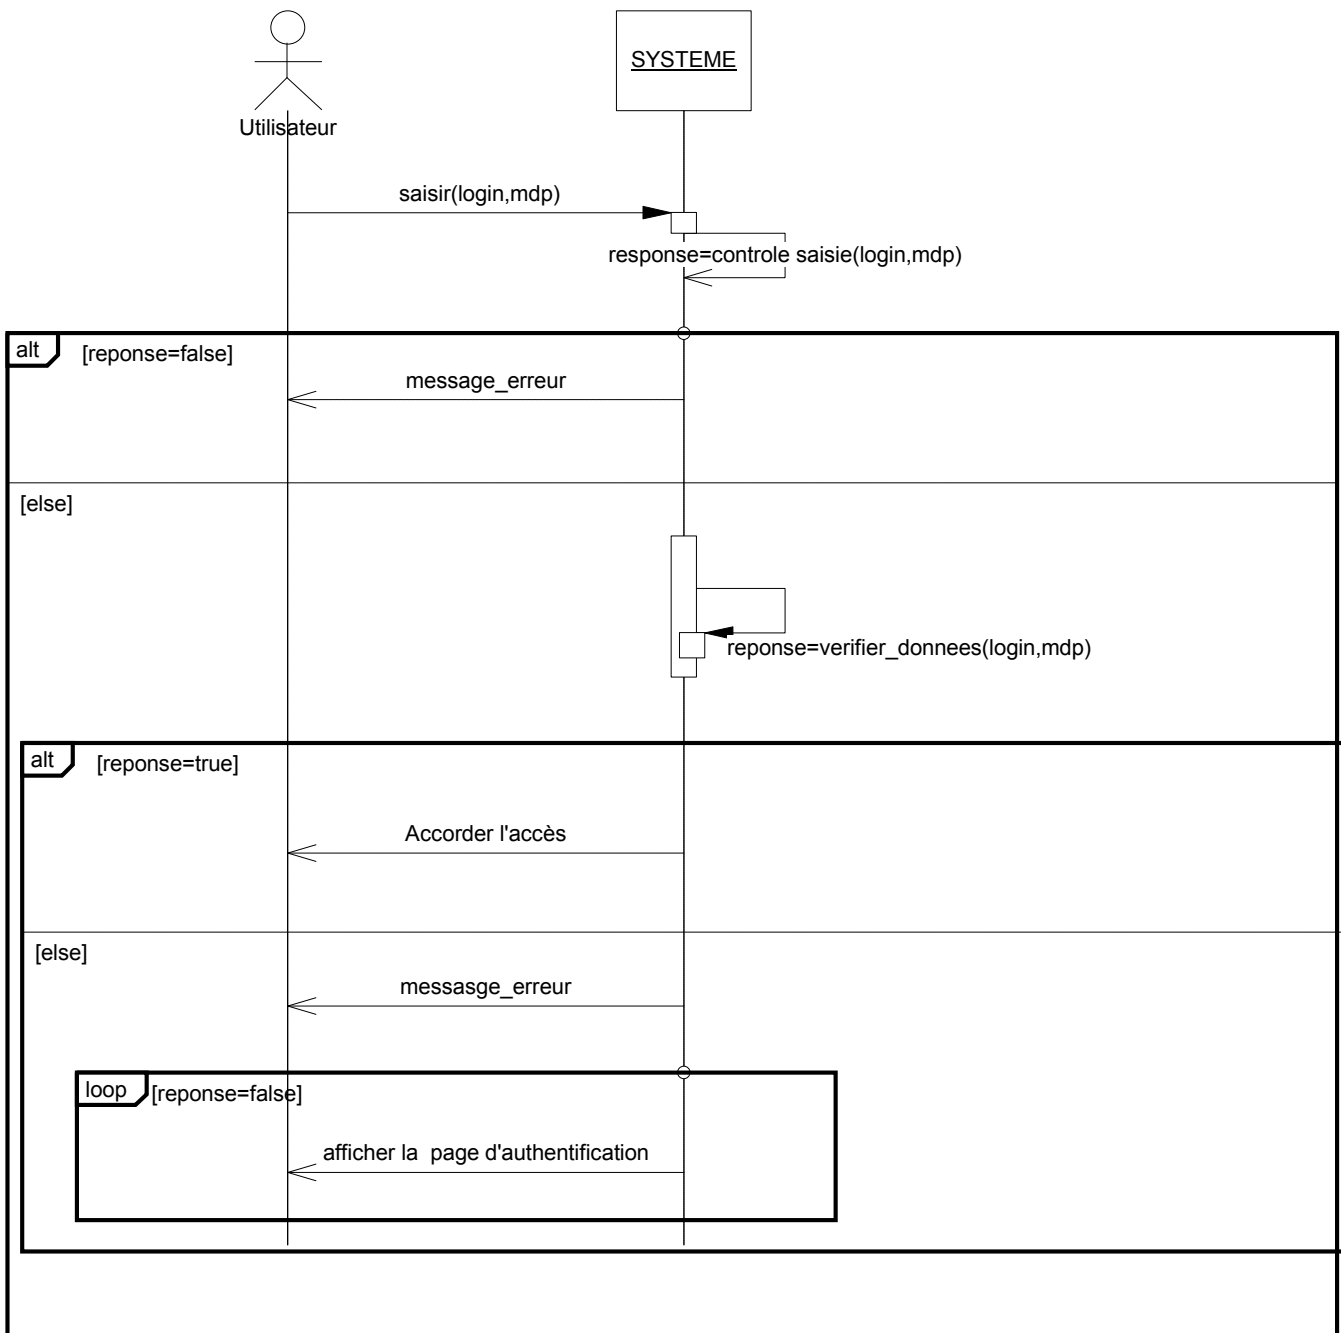 SYSTEME
Utilisateur
saisir(login,mdp)
response=controle saisie(login,mdp)
alt [reponse=false]
message_erreur
[else]
reponse=verifier_donnees(login,mdp)
alt [reponse=true]
Accorder l'accès
[else]
messasge_erreur
loop [reponse=false]
afficher la page d'authentification